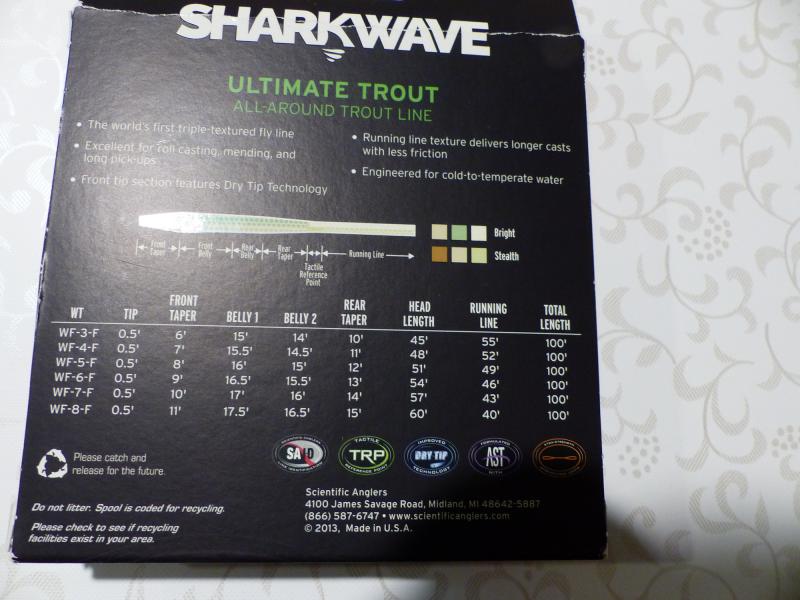 SHARKWAVE
ULTIMATE TROUT
ALL-AROUND TROUT LINE
• The world's first triple-textured fly line
• Excellent for roll casting, mending, and
long pick-ups
• Front tip section features Dry Tip Technology
• Running line texture delivers longer casts
with less friction
• Engineered for cold-to-temperate water
Bright
Stealth
Front Taper
Front Belly
Rear Belly
Rear Taper
Tactile Reference Point
Running Line
WT TIP FRONT TAPER BELLY 1 BELLY 2 REAR TAPER HEAD LENGTH RUNNING LINE TOTAL LENGTH
WF-3-F 0.5' 6' 15' 14' 10' 45' 55' 100'
WF-4-F 0.5' 7' 15.5' 14.5' 11' 48' 52' 100'
WF-5-F 0.5' 8' 16' 15' 12' 51' 49' 100'
WF-6-F 0.5' 9' 16.5' 15.5' 13' 54' 46' 100'
WF-7-F 0.5' 10' 17' 16' 14' 57' 43' 100'
WF-8-F 0.5' 11' 17.5' 16.5' 15' 60' 40' 100'
Please catch and
release for the future.
SA/ID
TACTILE
TRP
REFERENCE POINT
IMPROVED
DRY TIP
TECHNOLOGY
FORMULATED
AST
WITH
Do not litter. Spool is coded for recycling.
Please check to see if recycling
facilities exist in your area.
Scientific Anglers
4100 James Savage Road, Midland, MI 48642-5887
(866) 587-6747 • www.scientificanglers.com
© 2013, Made in U.S.A.